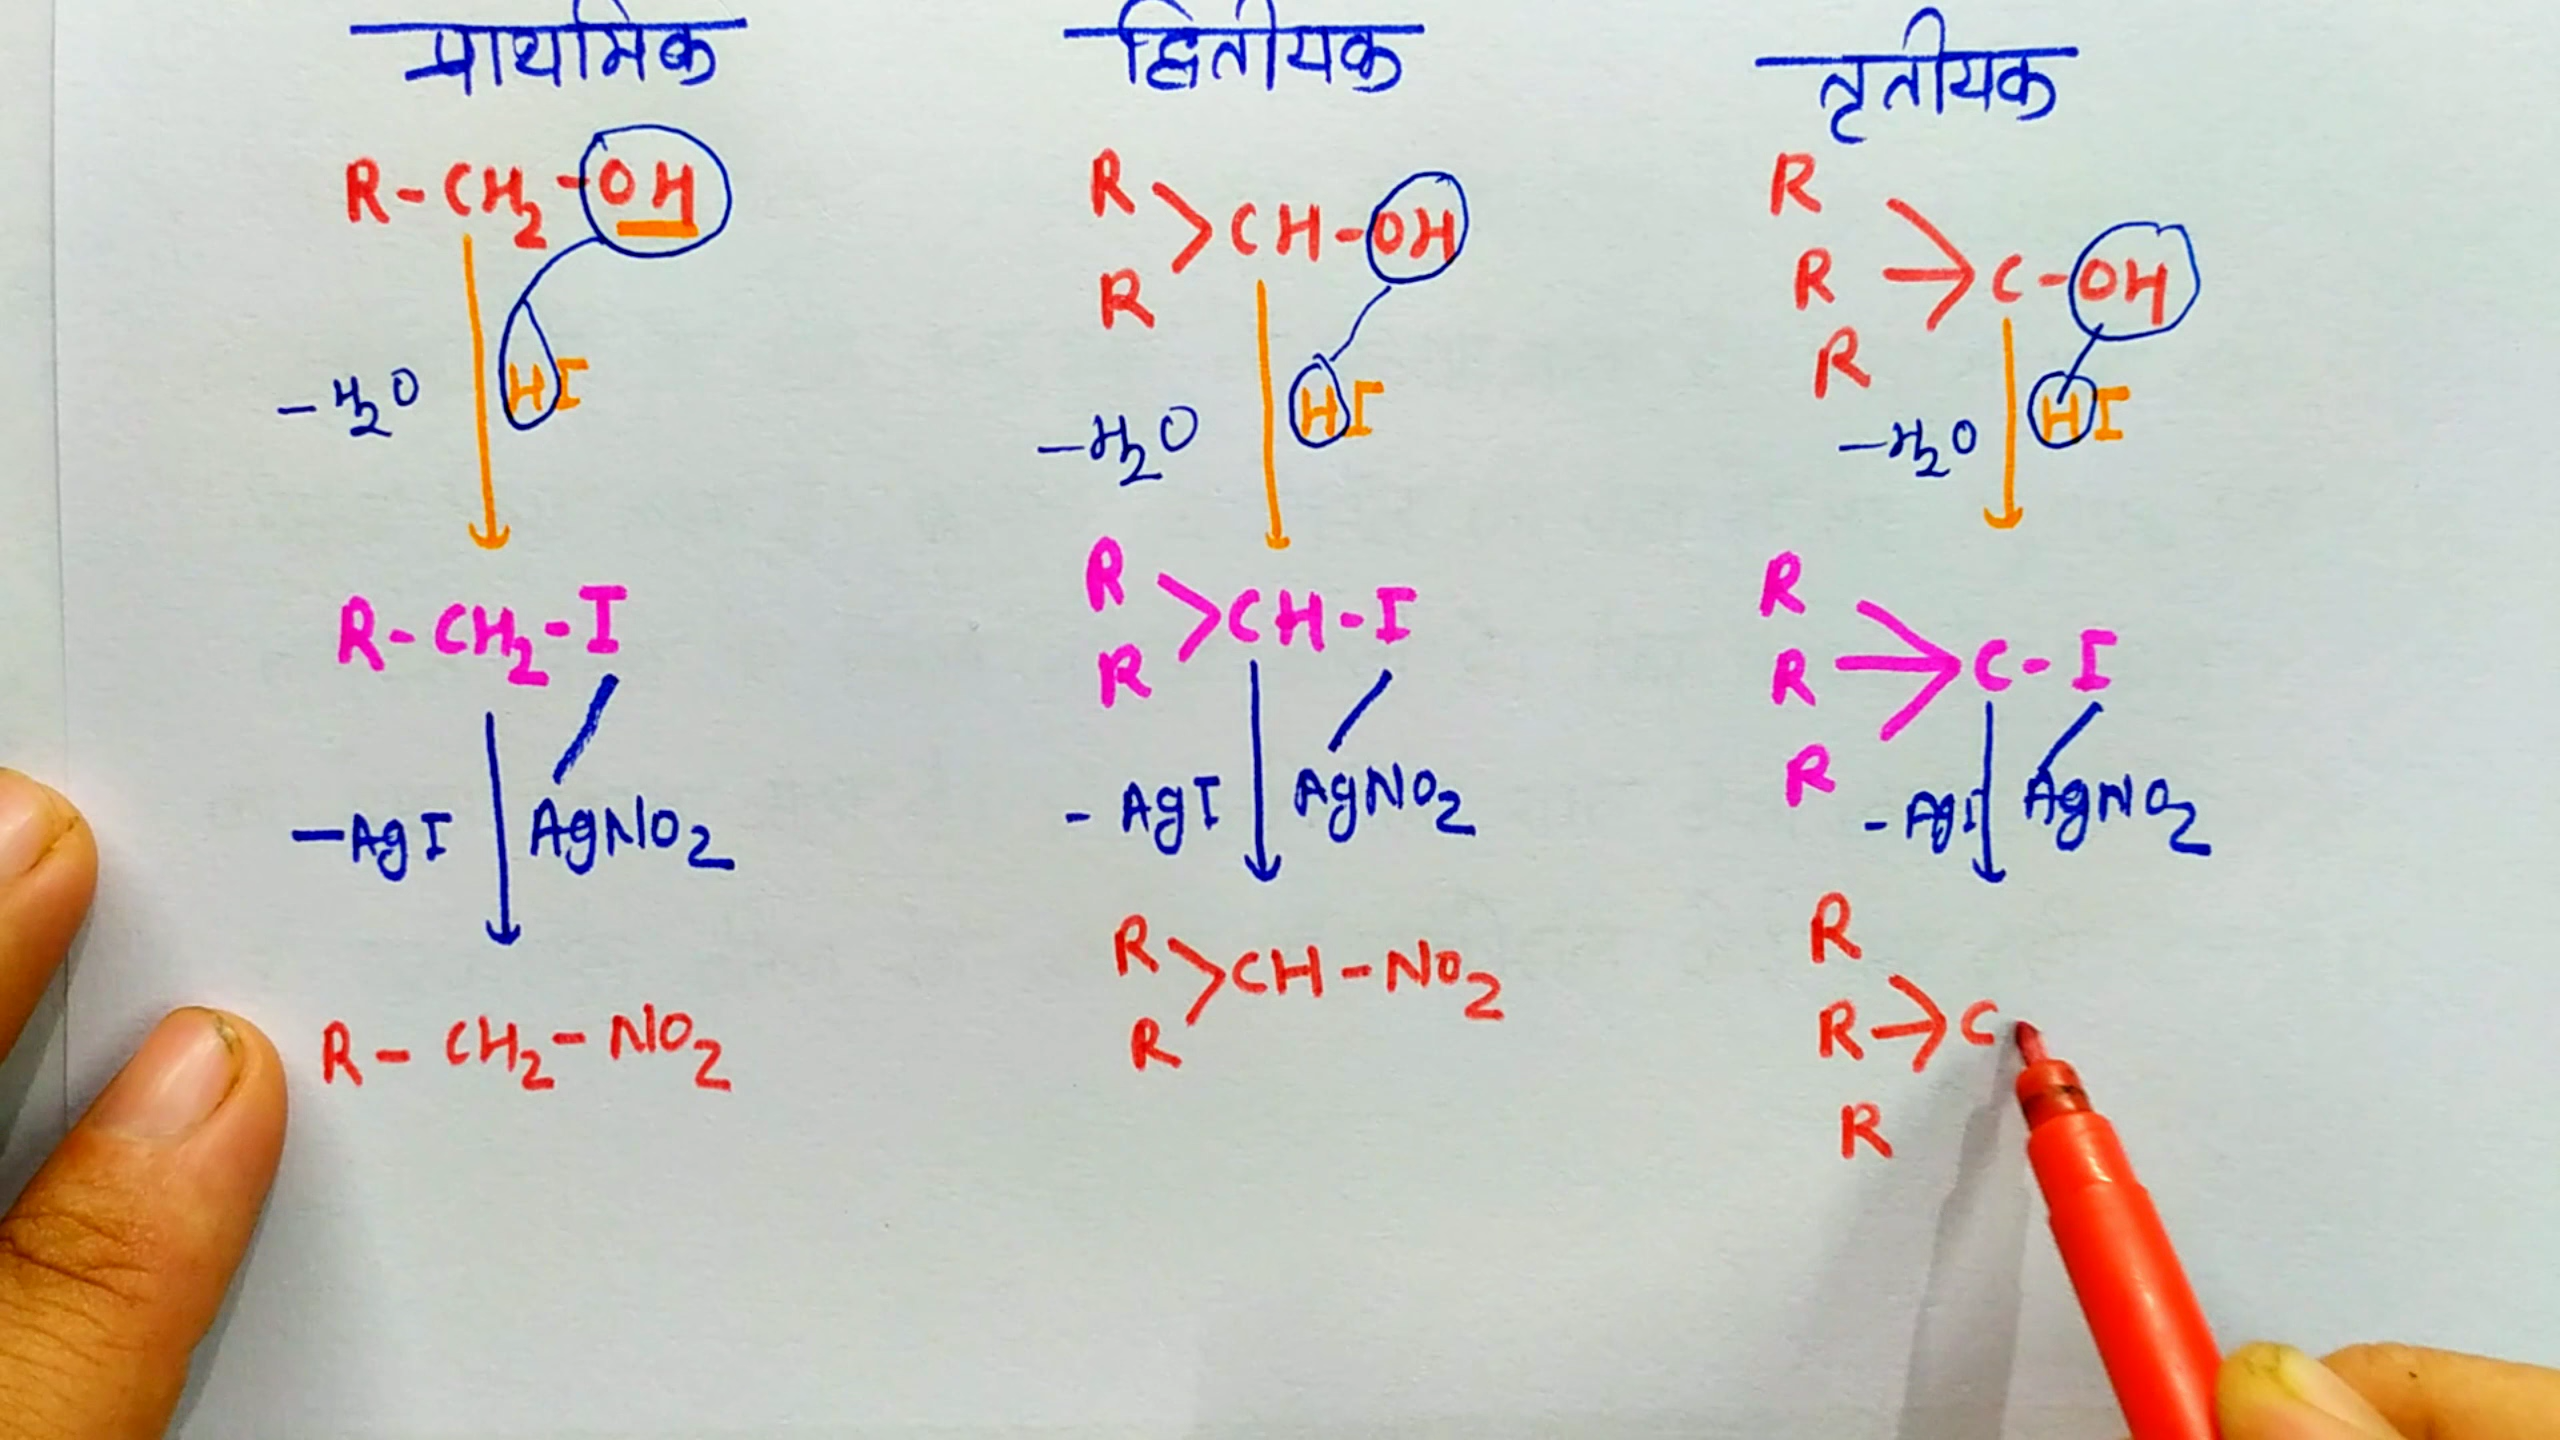 प्राथमिक
R-CH2-OH
-H2O HI
R-CH2-I
-AgI AgNO2
R-CH2-NO2
द्वितीयक
R
>CH-OH
R
-H2O HI
R
>CH-I
R
-AgI AgNO2
R
>CH-NO2
R
तृतीयक
R
R→C-OH
R
-H2O HI
R
R→C-I
R
-AgI AgNO2
R
R→C
R